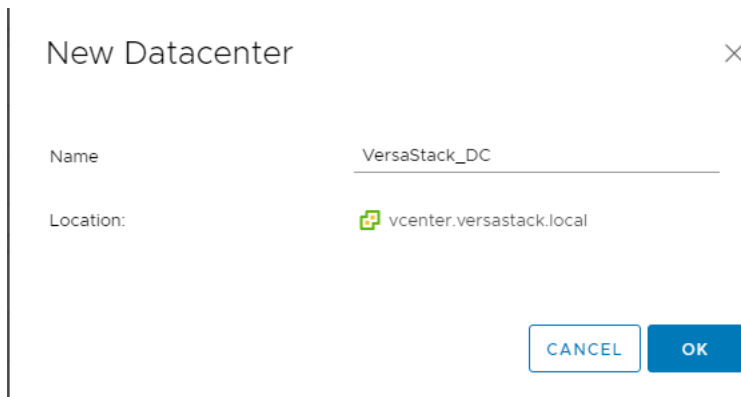 New Datacenter
Name VersaStack_DC
Location: vcenter.versastack.local
CANCEL OK